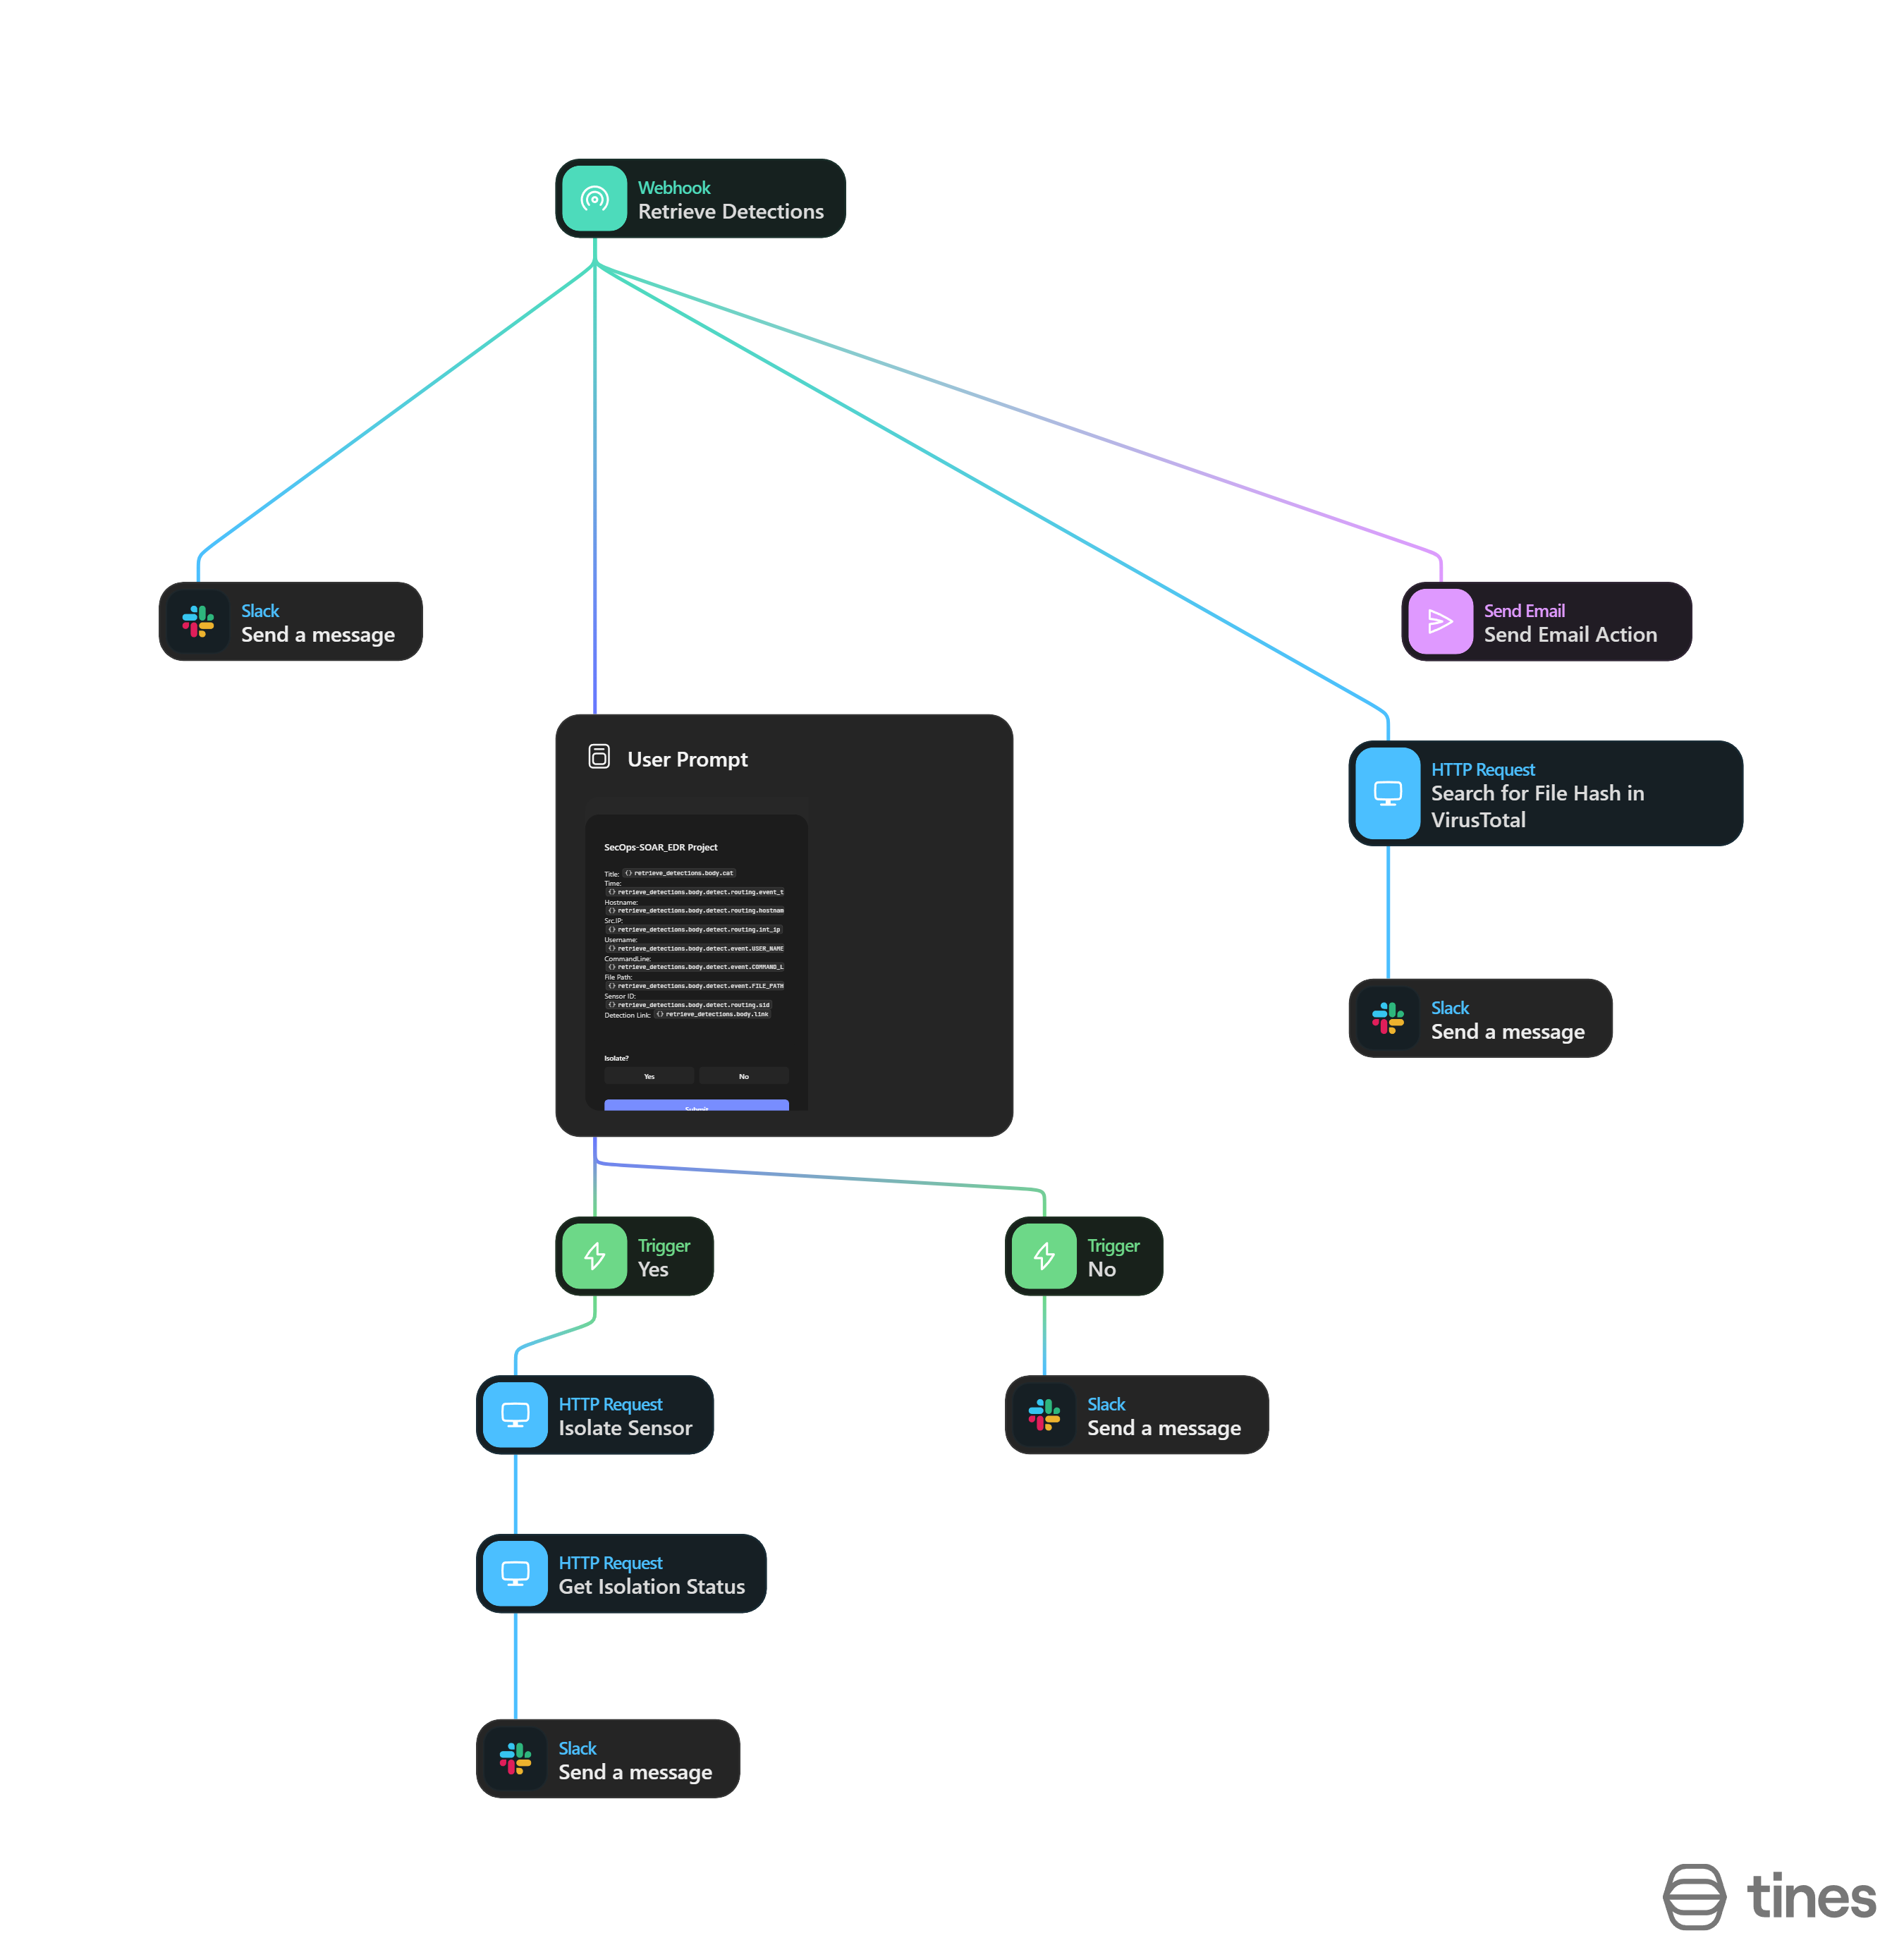 Webhook
Retrieve Detections
Slack
Send a message
Send Email
Send Email Action
User Prompt
SecOps-SOAR_EDR Project
Title: {} retrieve_detections.body.cat
Time:
{} retrieve_detections.body.detect.routing.event_t
Hostname:
{} retrieve_detections.body.detect.routing.hostnam
Src.IP:
{} retrieve_detections.body.detect.routing.int_ip
Username:
{} retrieve_detections.body.detect.event.USER_NAME
CommandLine:
{} retrieve_detections.body.detect.event.COMMAND_L
File Path:
{} retrieve_detections.body.detect.event.FILE_PATH
Sensor ID:
{} retrieve_detections.body.detect.routing.sid
Detection Link: {} retrieve_detections.body.link
Isolate?
Yes No
Submit
HTTP Request
Search for File Hash in
VirusTotal
Slack
Send a message
Trigger
Yes
Trigger
No
HTTP Request
Isolate Sensor
Slack
Send a message
HTTP Request
Get Isolation Status
Slack
Send a message
tines